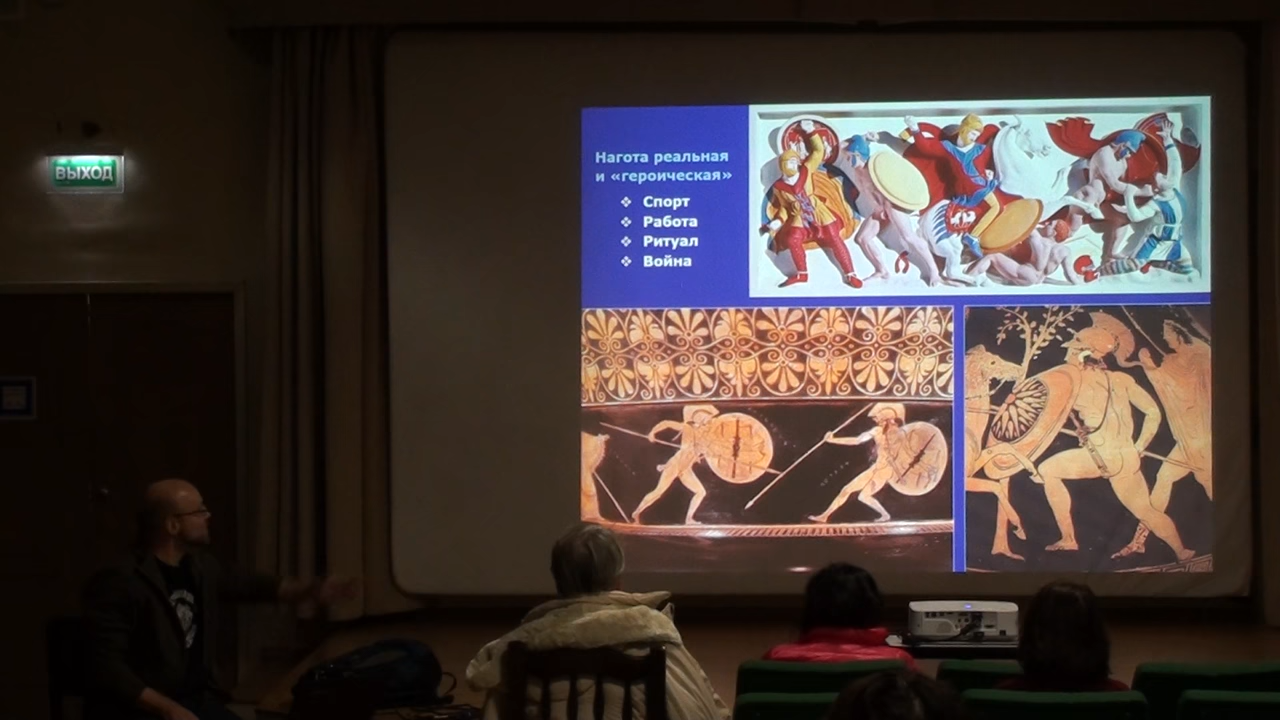 ВЫХОД
Нагота реальная
и «героическая»
❖ Спорт
❖ Работа
❖ Ритуал
❖ Война